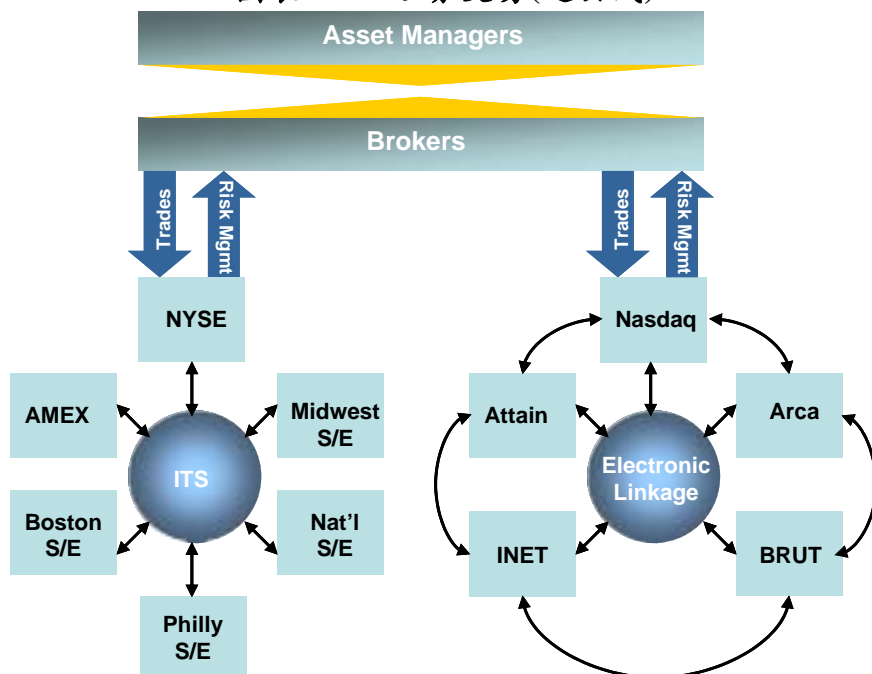 Asset Managers
Brokers
Trades
Risk Mgmt
Trades
Risk Mgmt
NYSE
Nasdaq
AMEX
Midwest
S/E
Attain
Arca
ITS
Electronic
Linkage
Boston
S/E
Nat'l
S/E
INET
BRUT
Philly
S/E